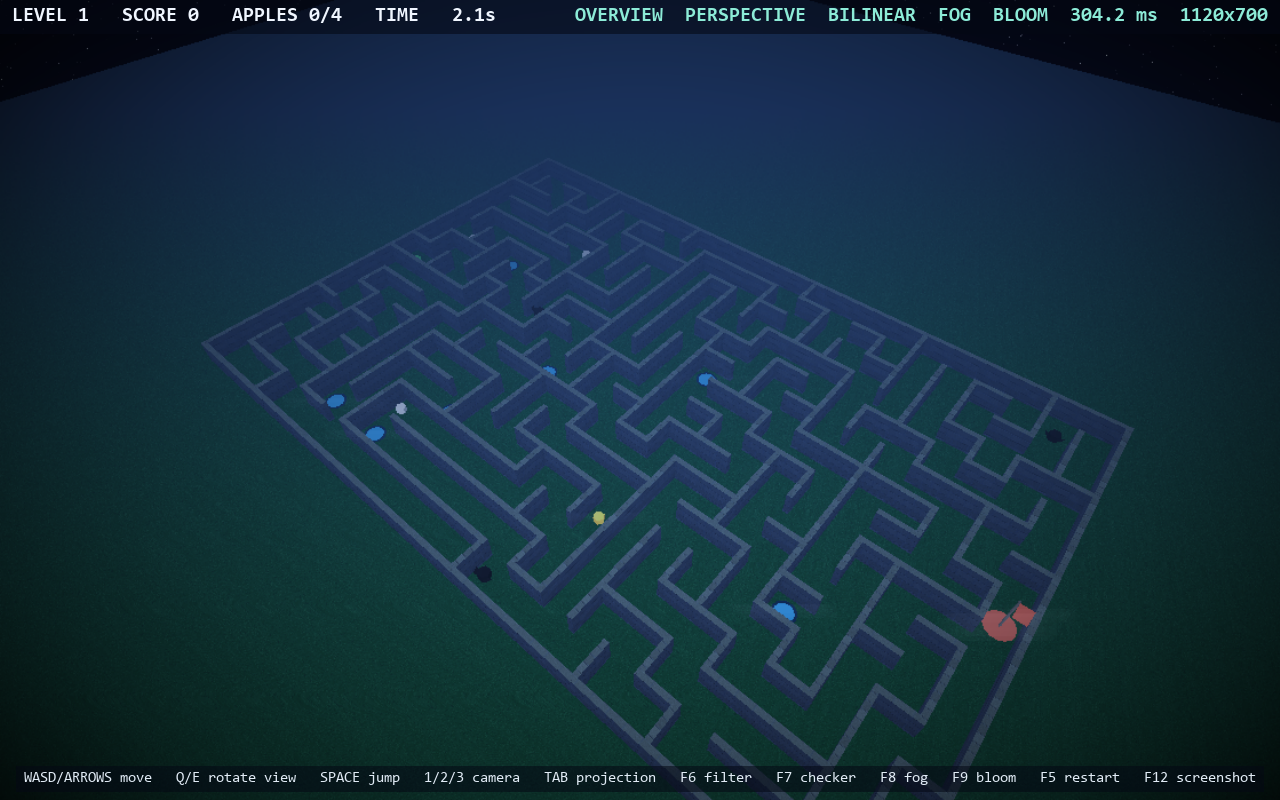 LEVEL 1 SCORE 0 APPLES 0/4 TIME 2.1s OVERVIEW PERSPECTIVE BILINEAR FOG BLOOM 304.2 ms 1120x700
WASD/ARROWS move Q/E rotate view SPACE jump 1/2/3 camera TAB projection F6 filter F7 checker F8 fog F9 bloom F5 restart F12 screenshot